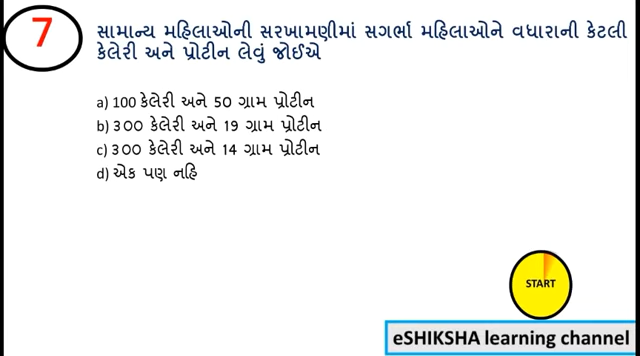 7
સામાન્ય મહિલાઓની સરખામણીમાં સગર્ભા મહિલાઓને વધારાની કેટલી
કેલેરી અને પ્રોટીન લેવું જોઈએ
a) 100 કેલેરી અને 50 ગ્રામ પ્રોટીન
b) 300 કેલેરી અને 19 ગ્રામ પ્રોટીન
c) 300 કેલેરી અને 14 ગ્રામ પ્રોટીન
d) એક પણ નહિ
START
eSHIKSHA learning channel